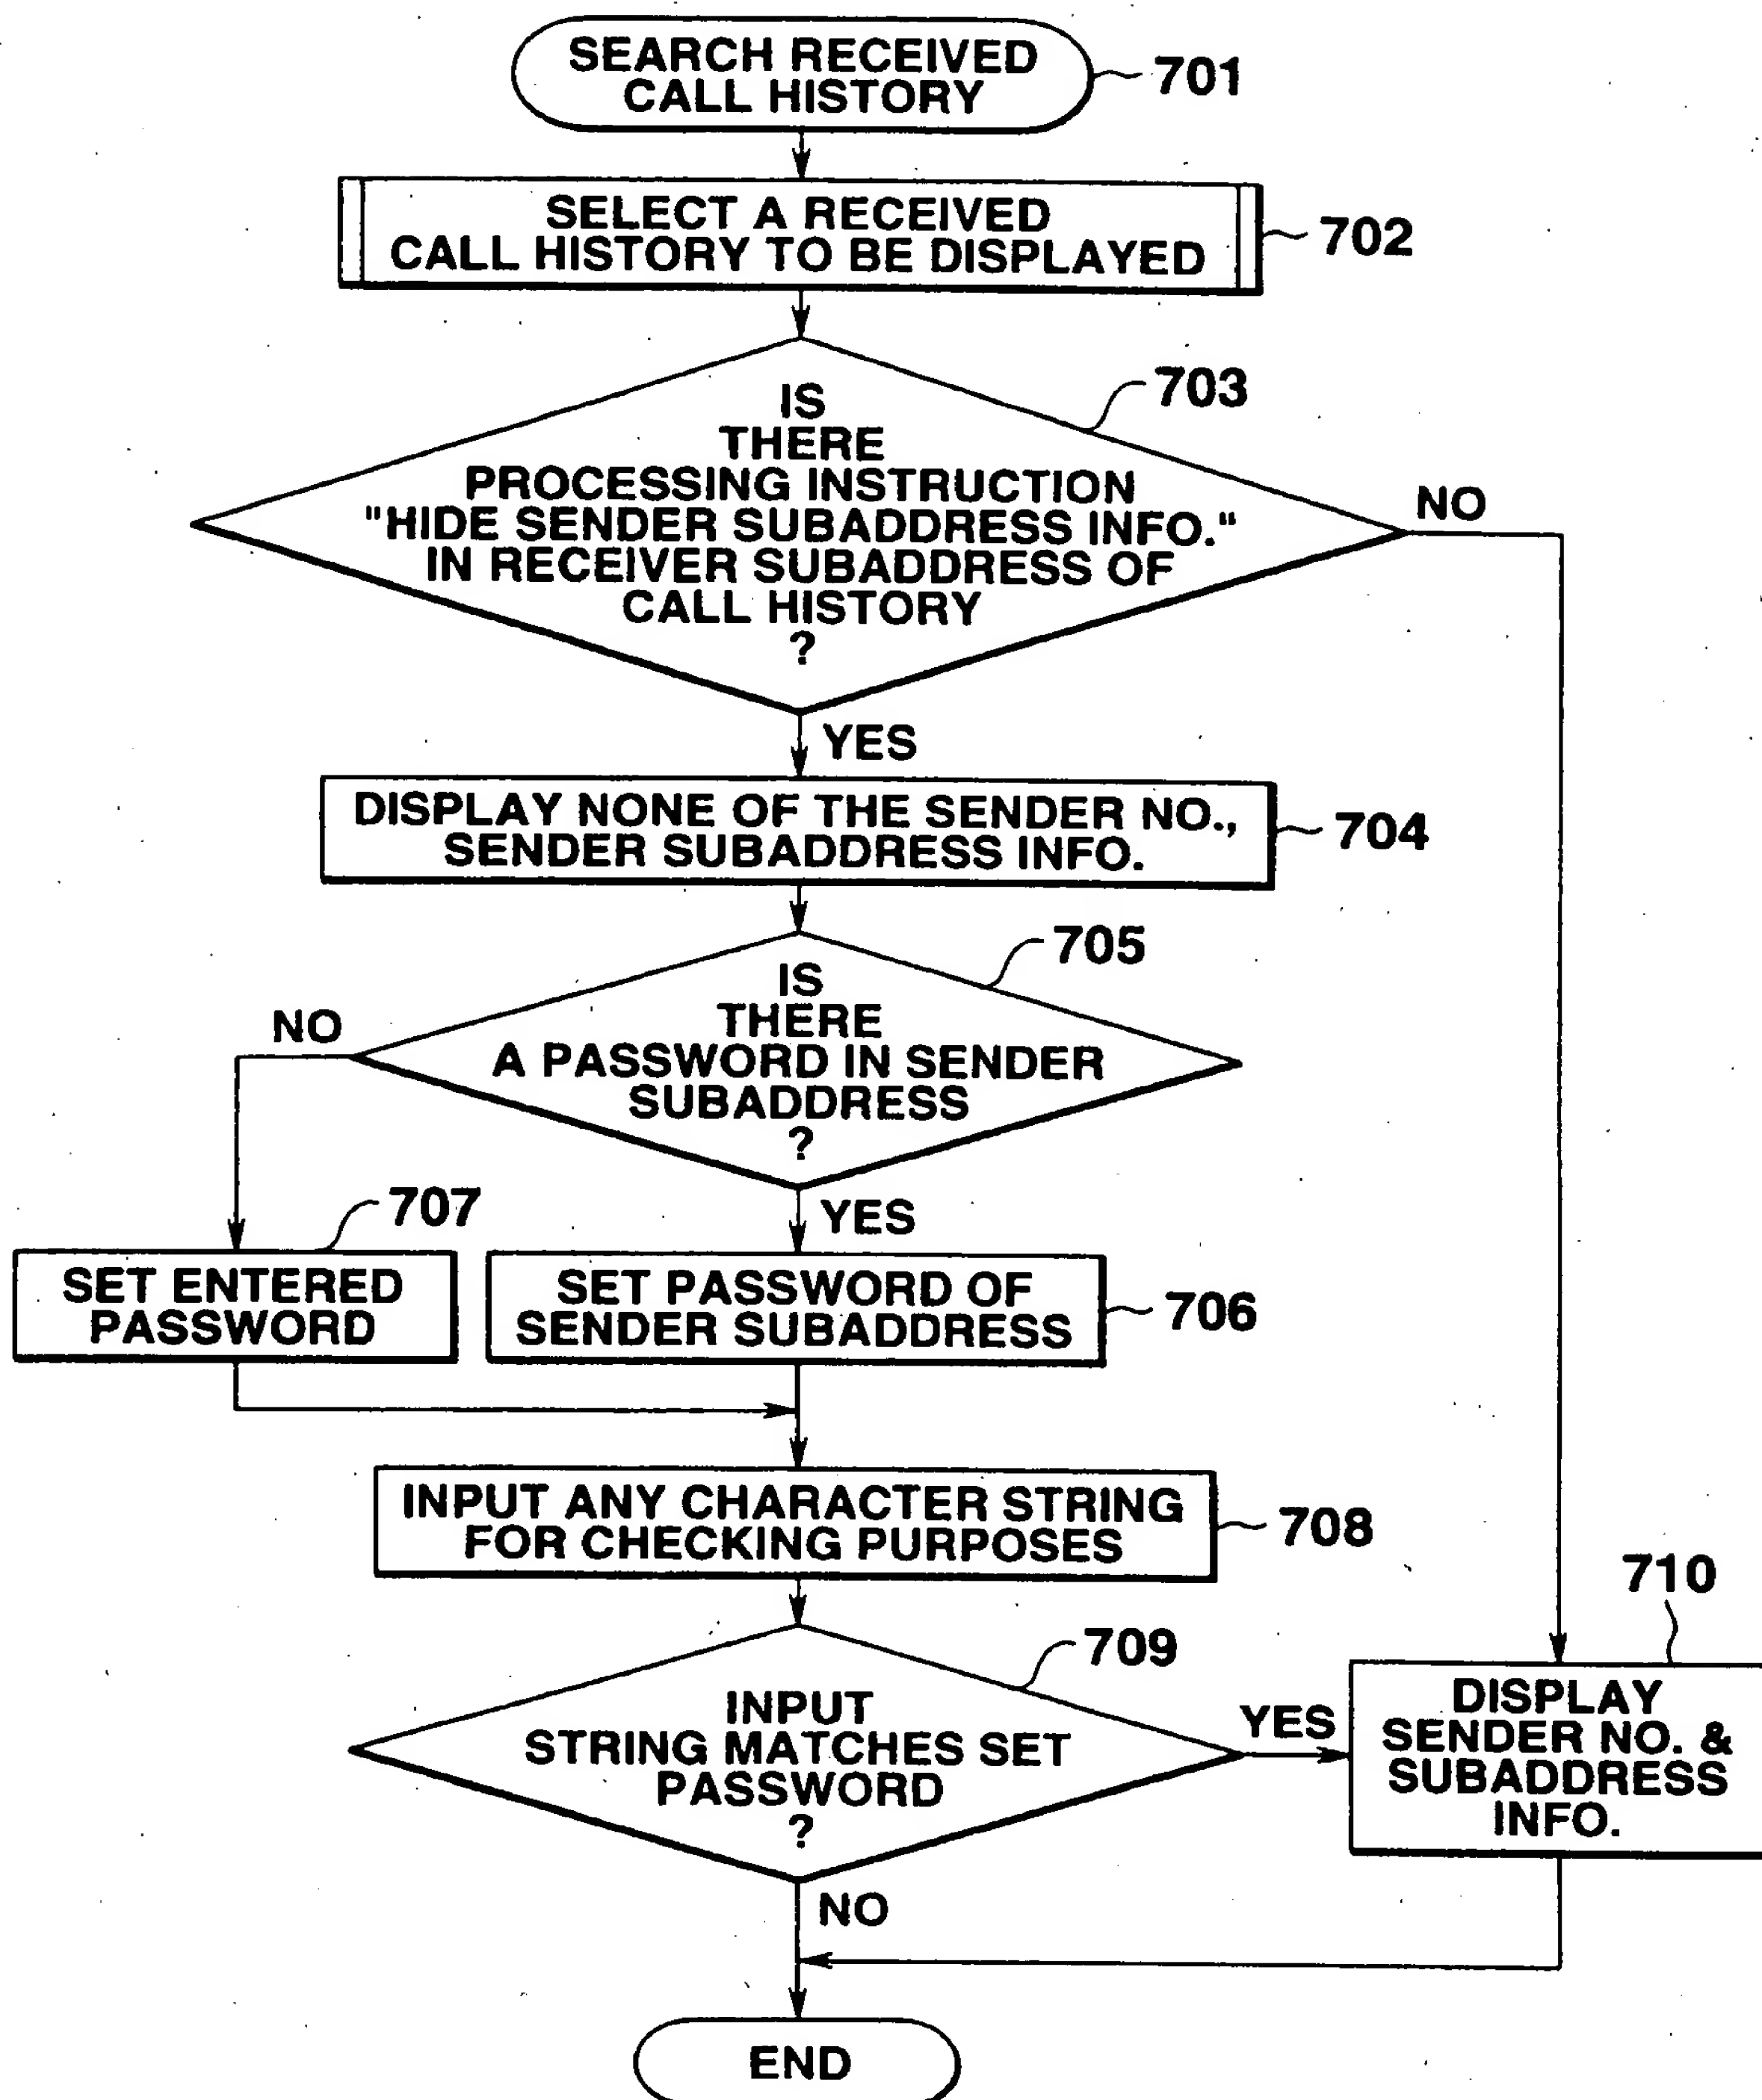 SEARCH RECEIVED
CALL HISTORY
701
SELECT A RECEIVED
CALL HISTORY TO BE DISPLAYED
702
703
IS
THERE
PROCESSING INSTRUCTION
"HIDE SENDER SUBADDRESS INFO."
IN RECEIVER SUBADDRESS OF
CALL HISTORY
?
NO
YES
DISPLAY NONE OF THE SENDER NO.,
SENDER SUBADDRESS INFO.
704
705
IS
THERE
A PASSWORD IN SENDER
SUBADDRESS
?
NO
YES
707
SET ENTERED
PASSWORD
SET PASSWORD OF
SENDER SUBADDRESS
706
INPUT ANY CHARACTER STRING
FOR CHECKING PURPOSES
708
709
INPUT
STRING MATCHES SET
PASSWORD
?
YES
710
DISPLAY
SENDER NO. &
SUBADDRESS
INFO.
NO
END